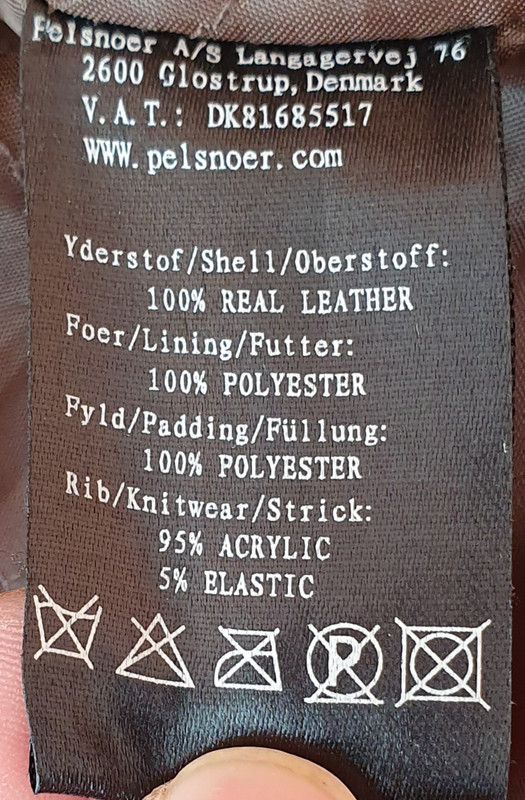 Pelsnoer A/S Langagervej 76
2600 Glostrup, Denmark
V.A.T.: DK81685517
WWW.pelsnoer.com
Yderstof/Shell/Oberstoff:
100% REAL LEATHER
Foer/Lining/Futter:
100% POLYESTER
Fyld/Padding/Füllung:
100% POLYESTER
Rib/Knitwear/Strick:
95% ACRYLIC
5% ELASTIC
P